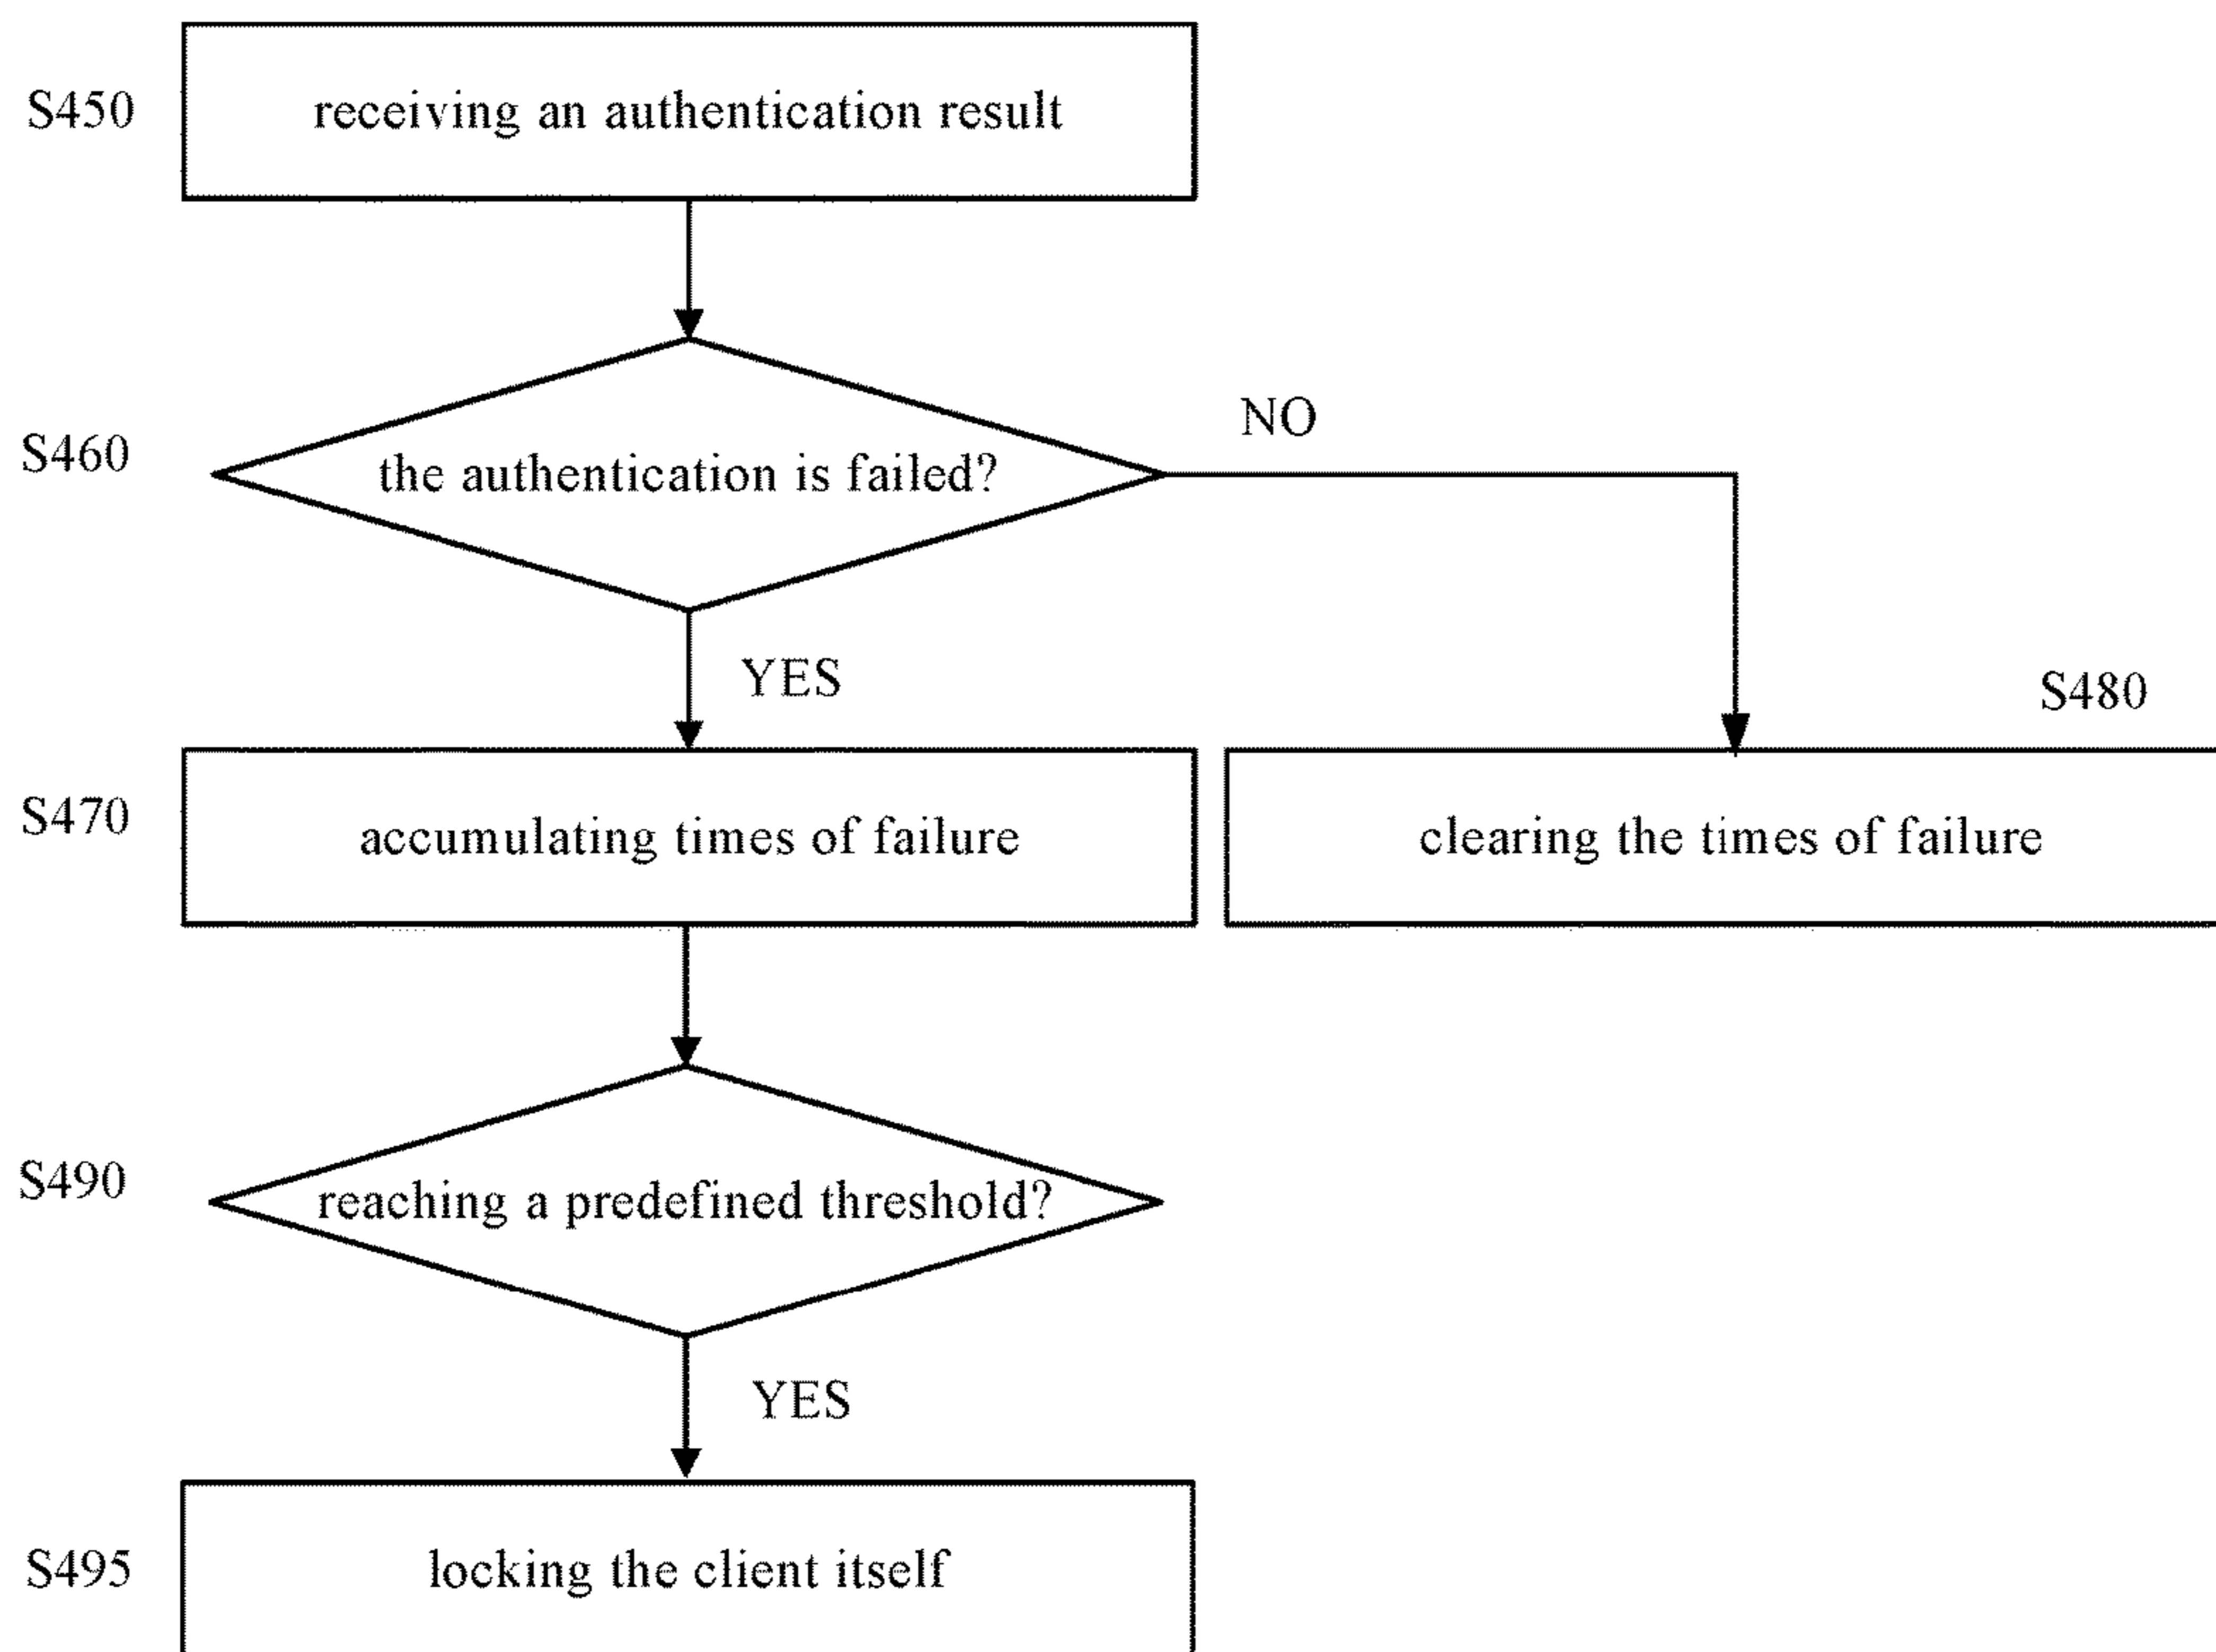 S450
receiving an authentication result
S460
the authentication is failed?
NO
YES
S480
S470
accumulating times of failure
clearing the times of failure
S490
reaching a predefined threshold?
YES
S495
locking the client itself